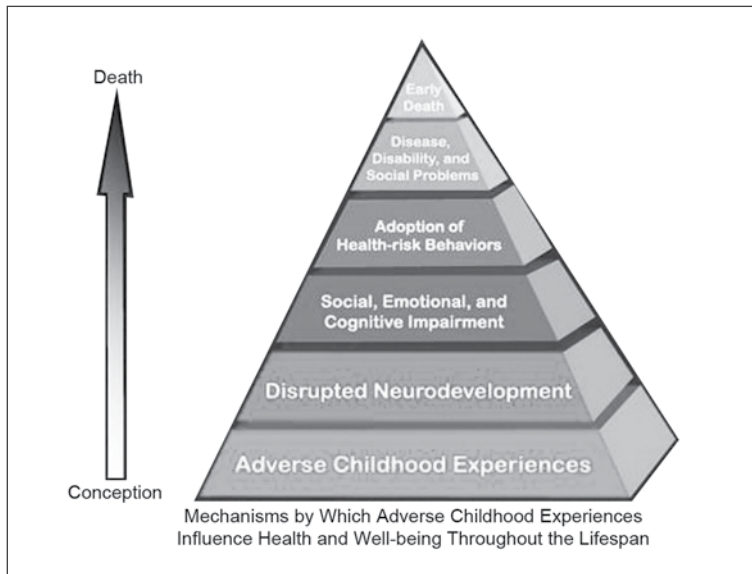 Death
Early
Death
Disease,
Disability, and
Social Problems
Adoption of
Health-risk Behaviors
Social, Emotional, and
Cognitive Impairment
Disrupted Neurodevelopment
Adverse Childhood Experiences
Conception
Mechanisms by Which Adverse Childhood Experiences
Influence Health and Well-being Throughout the Lifespan